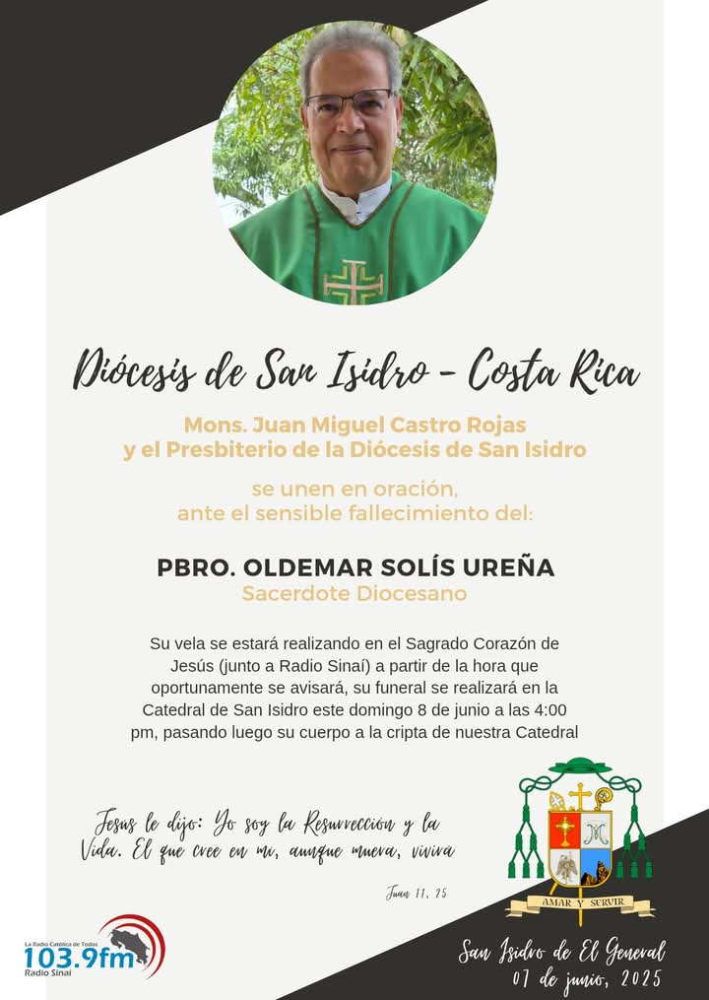 Diócesis de San Isidro - Costa Rica
Mons. Juan Miguel Castro Rojas
y el Presbiterio de la Diócesis de San Isidro
se unen en oración,
ante el sensible fallecimiento del:
PBRO. OLDEMAR SOLÍS UREÑA
Sacerdote Diocesano
Su vela se estará realizando en el Sagrado Corazón de
Jesús (junto a Radio Sinaí) a partir de la hora que
oportunamente se avisará, su funeral se realizará en la
Catedral de San Isidro este domingo 8 de junio a las 4:00
pm, pasando luego su cuerpo a la cripta de nuestra Catedral
Jesús le dijo: Yo soy la Resurrección y la
Vida. El que cree en mi, aunque muera, vivirá
Juan 11, 25
AMAR Y SERVIR
La Radio Católica de Todos
103.9fm
Radio Sinaí
San Isidro de El General
07 de junio, 2025